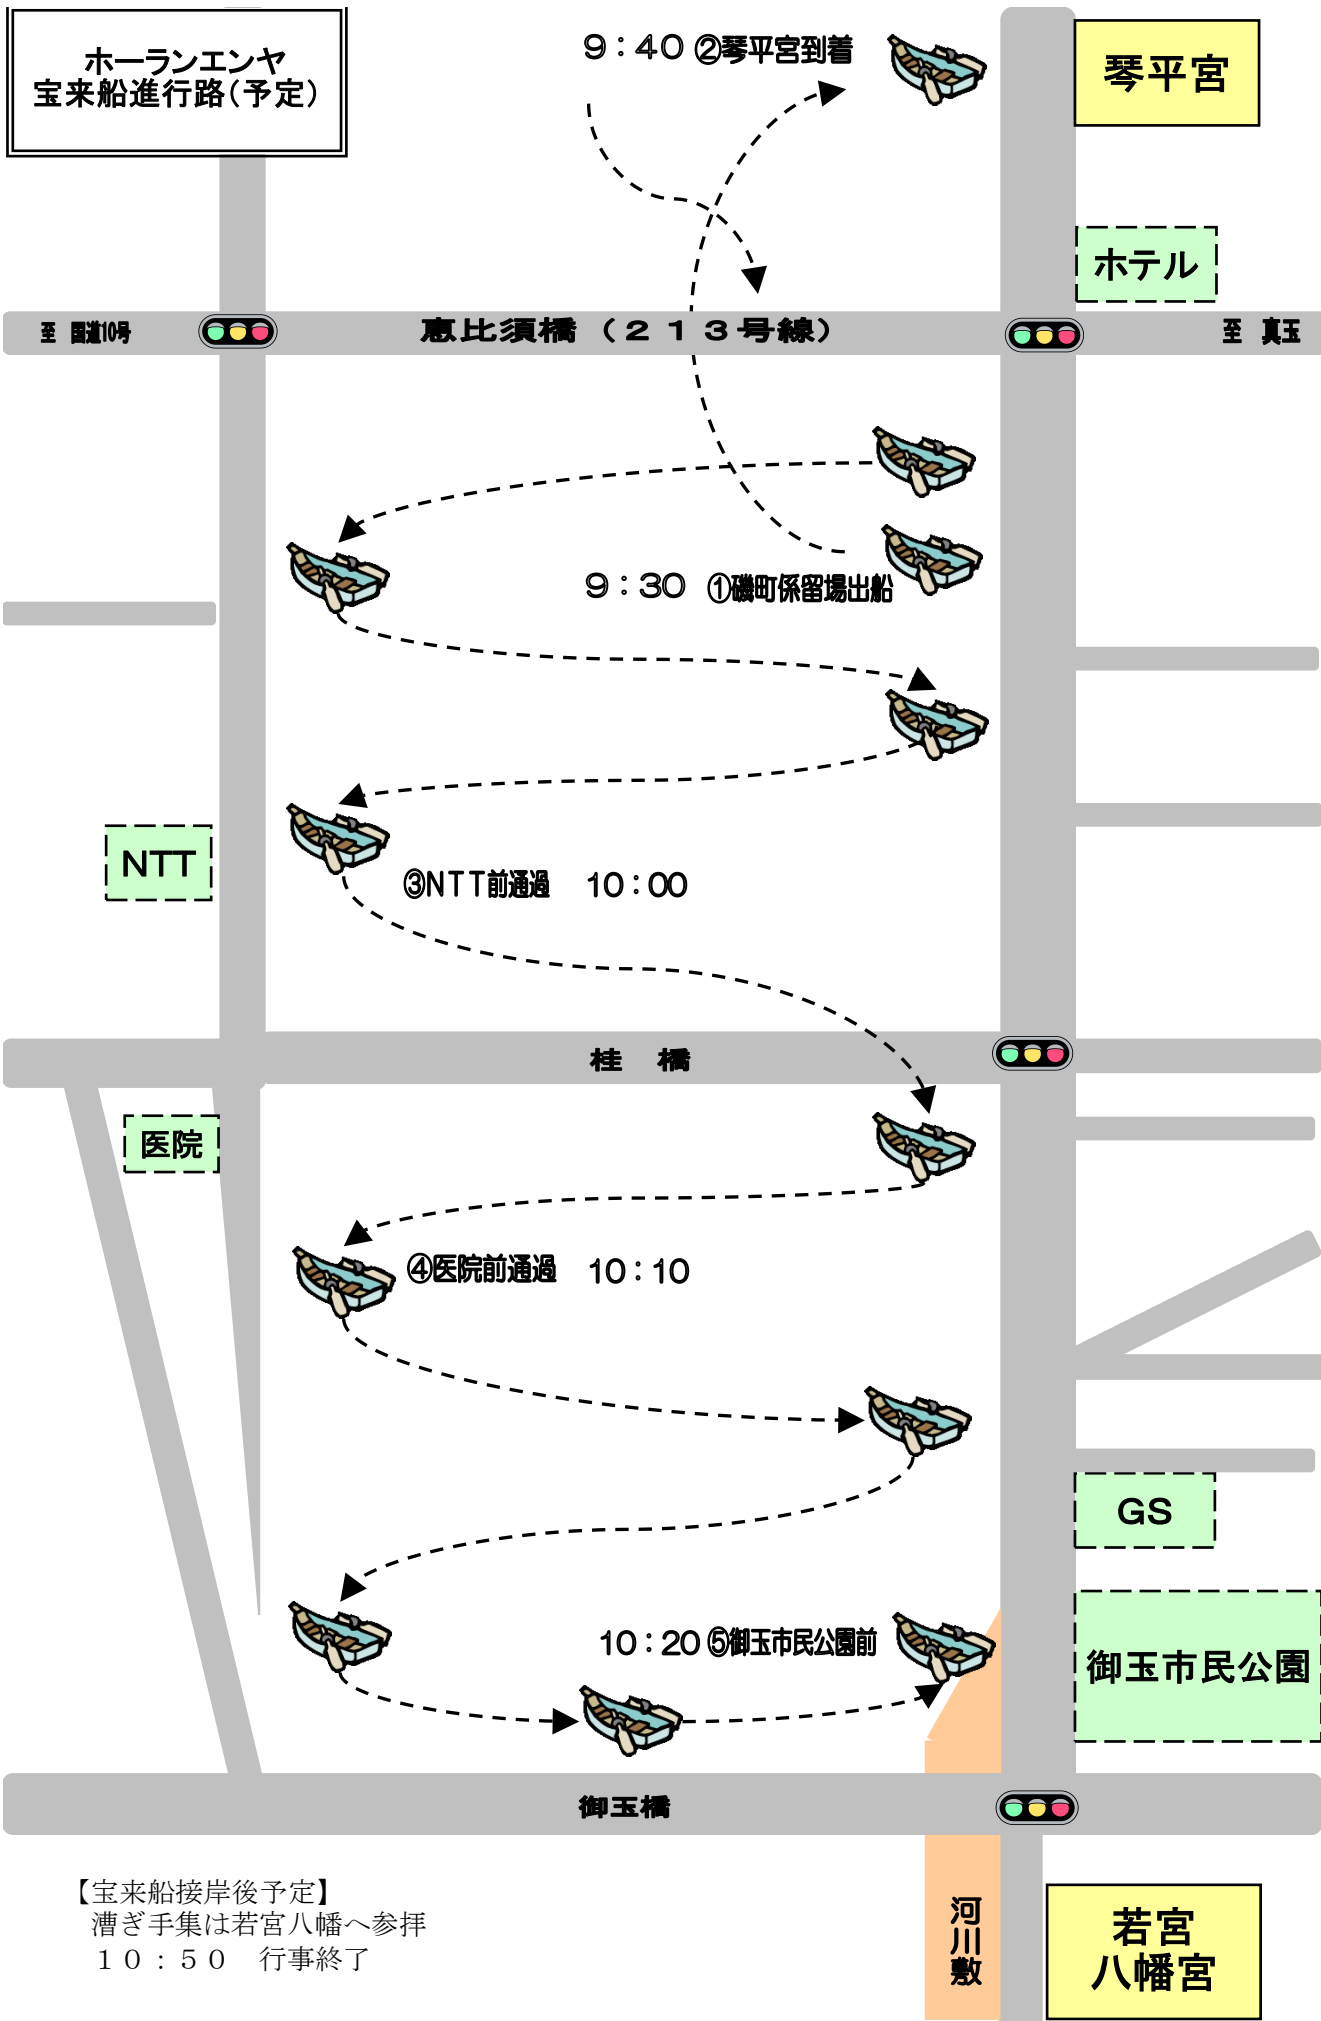 ホーランエンヤ
宝来船進行路(予定)
9:40 ②琴平宮到着
琴平宮
ホテル
至 国道10号
恵比須橋(213号線)
至 真玉
9:30 ①磯町係留場出船
NTT
③NTT前通過 10:00
桂 橋
医院
④医院前通過 10:10
GS
10:20 ⑤御玉市民公園前
御玉市民公園
御玉橋
【宝来船接岸後予定】
漕ぎ手集は若宮八幡へ参拝
10:50 行事終了
河川敷
若宮
八幡宮